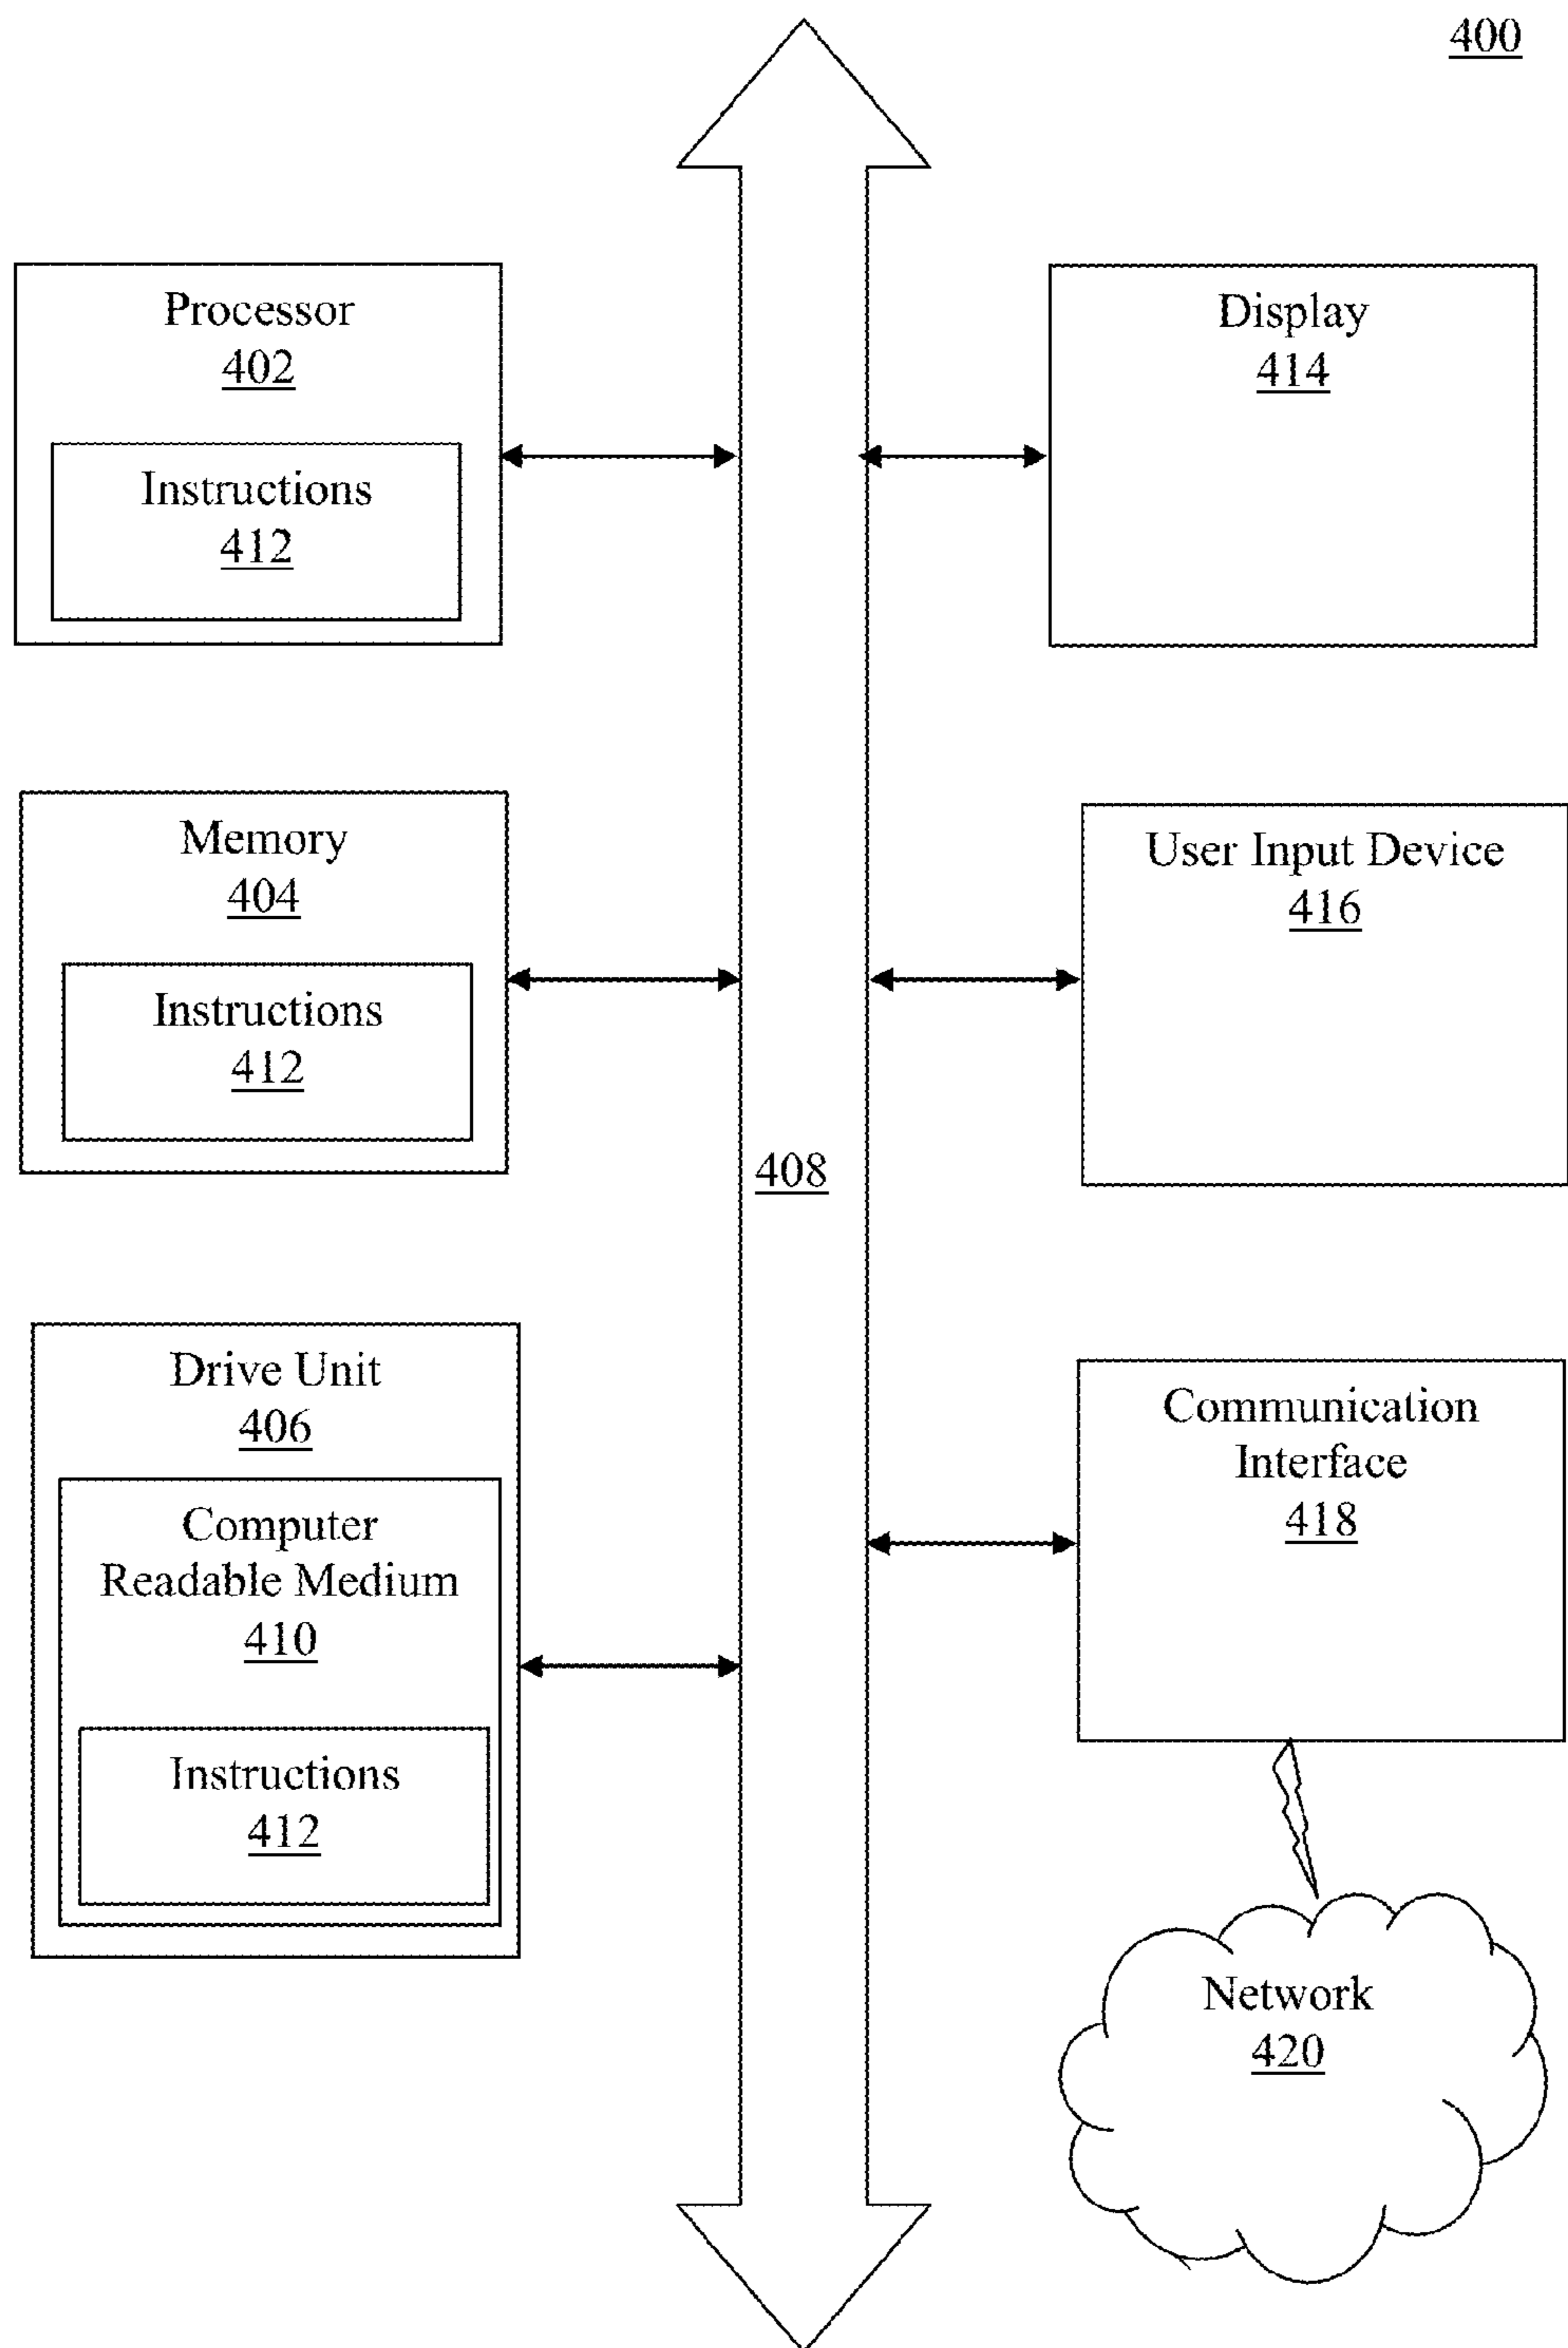 400
Processor
402
Instructions
412
Memory
404
Instructions
412
Drive Unit
406
Computer
Readable Medium
410
Instructions
412
408
Display
414
User Input Device
416
Communication
Interface
418
Network
420